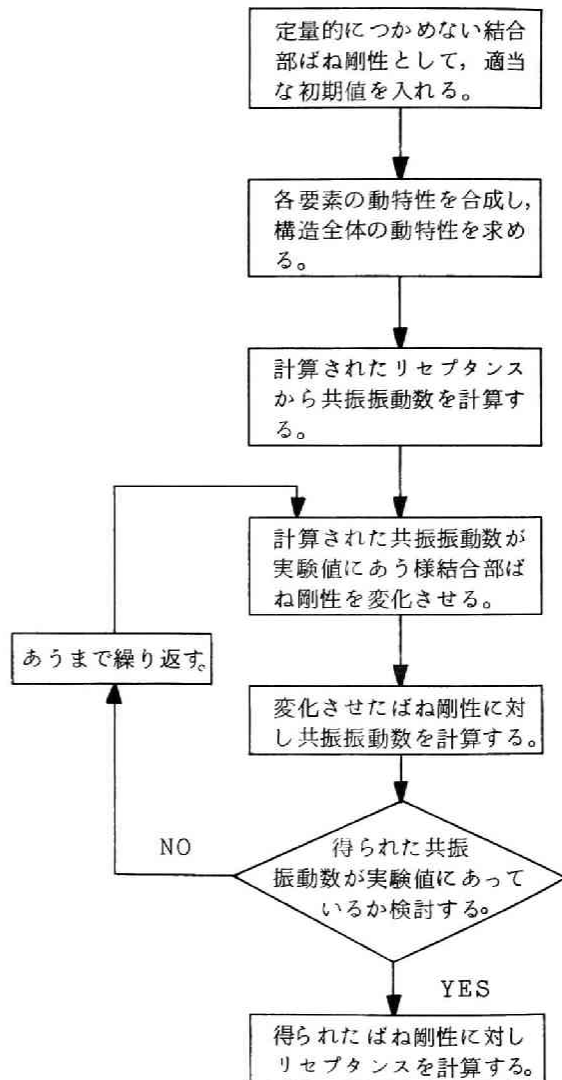 定量的につかめない結合
部ばね剛性として，適当
な初期値を入れる。
各要素の動特性を合成し，
構造全体の動特性を求め
る。
計算されたリセプタンス
から共振振動数を計算す
る。
計算された共振振動数が
実験値にあう様結合部ば
ね剛性を変化させる。
あうまで繰り返す。
変化させたばね剛性に対
し共振振動数を計算する。
得られた共振
振動数が実験値にあって
いるか検討する。
NO
YES
得られたばね剛性に対し
リセプタンスを計算する。